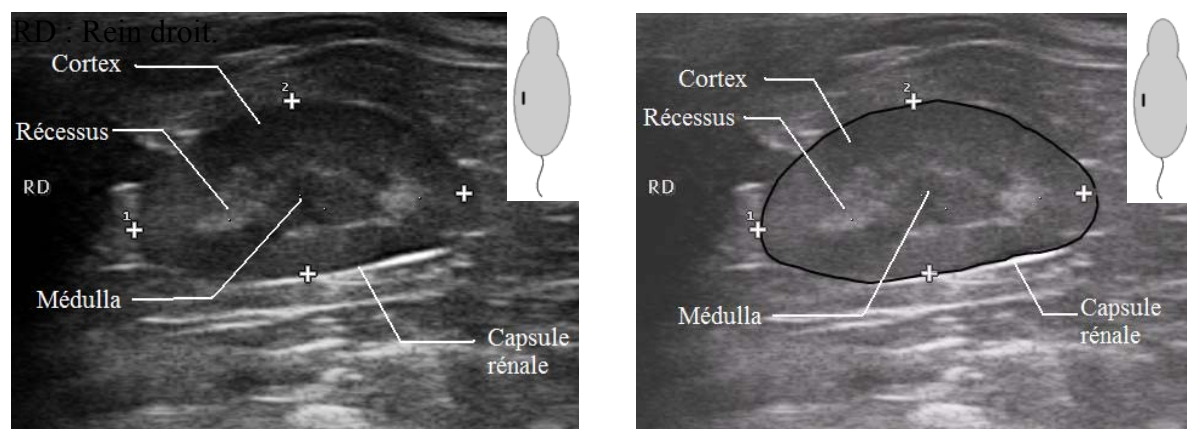 RD : Rein droit.
Cortex
2
Récessus
RD
1
Médulla
Capsule
rénale
Cortex
2
Récessus
RD
1
Médulla
Capsule
rénale